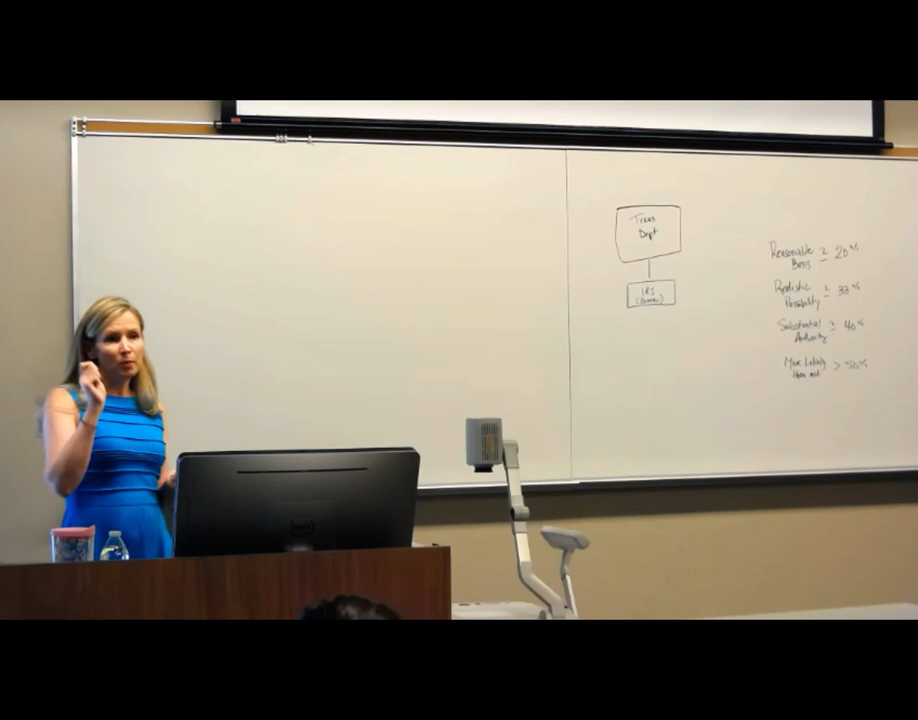 Treas
Dept
IRS
Reasonable ≥ 20%
Basis
Realistic ≥ 33%
Possibility
Substantial ≥ 40%
Authority
More Likely > 50%
than not